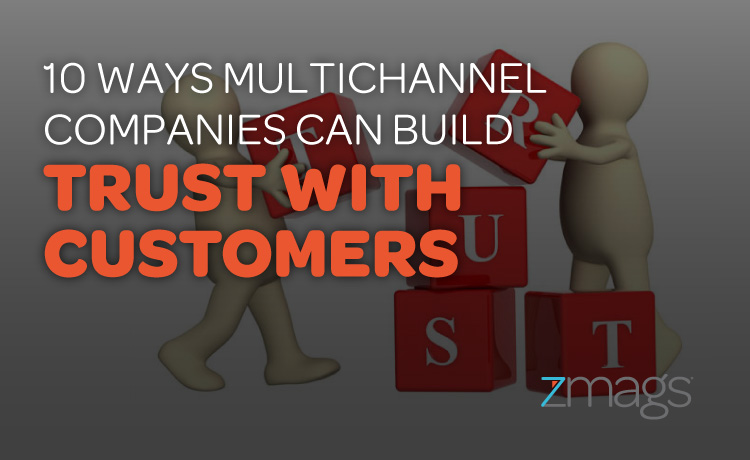 10 WAYS MULTICHANNEL
COMPANIES CAN BUILD
TRUST WITH
CUSTOMERS
T
R
U
S
T
zmags